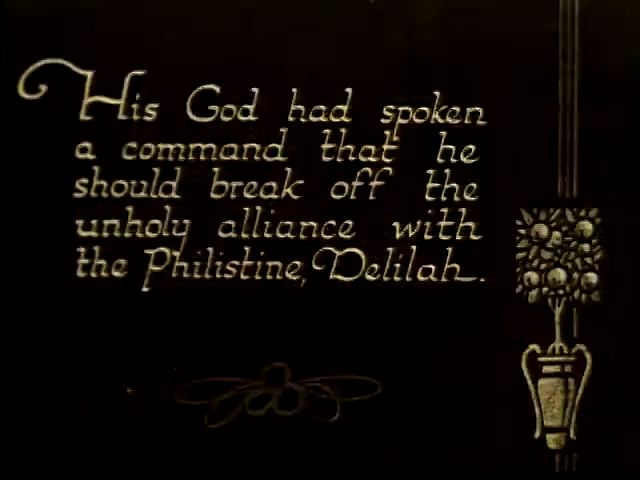 His God had spoken
a command that he
should break off the
unholy alliance with
the Philistine, Delilah.